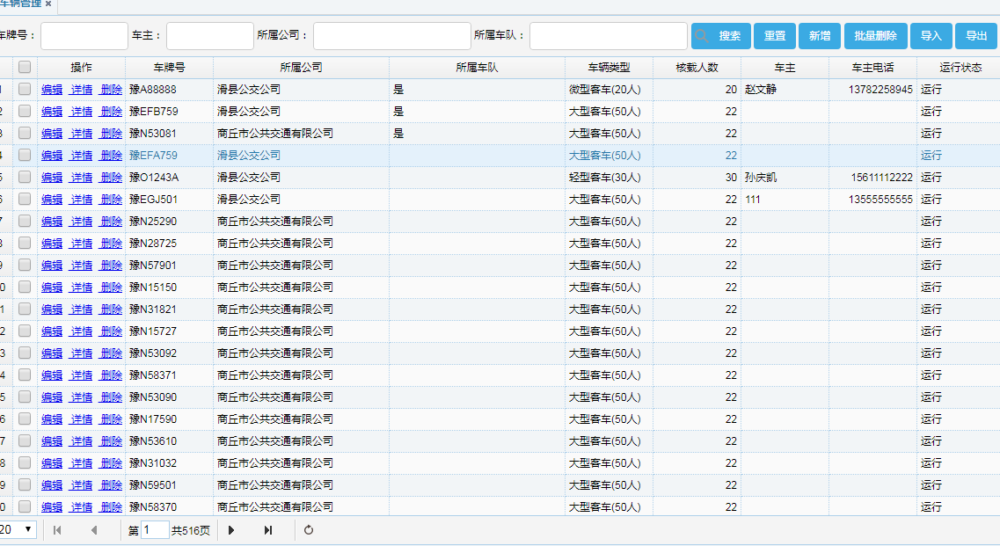 车辆管理 ×
车牌号： 车主： 所属公司： 所属车队： 搜索 重置 新增 批量删除 导入 导出
操作 车牌号 所属公司 所属车队 车辆类型 核载人数 车主 车主电话 运行状态
1 编辑 详情 删除 豫A88888 滑县公交公司 是 微型客车(20人) 20 赵文静 13782258945 运行
2 编辑 详情 删除 豫EFB759 滑县公交公司 是 大型客车(50人) 22 运行
3 编辑 详情 删除 豫N53081 商丘市公共交通有限公司 是 大型客车(50人) 22 运行
4 编辑 详情 删除 豫EFA759 滑县公交公司 大型客车(50人) 22 运行
5 编辑 详情 删除 豫O1243A 滑县公交公司 轻型客车(30人) 30 孙庆凯 15611112222 运行
6 编辑 详情 删除 豫EGJ501 滑县公交公司 大型客车(50人) 22 111 13555555555 运行
7 编辑 详情 删除 豫N25290 商丘市公共交通有限公司 大型客车(50人) 22 运行
8 编辑 详情 删除 豫N28725 商丘市公共交通有限公司 大型客车(50人) 22 运行
9 编辑 详情 删除 豫N57901 商丘市公共交通有限公司 大型客车(50人) 22 运行
0 编辑 详情 删除 豫N15150 商丘市公共交通有限公司 大型客车(50人) 22 运行
1 编辑 详情 删除 豫N31821 商丘市公共交通有限公司 大型客车(50人) 22 运行
2 编辑 详情 删除 豫N15727 商丘市公共交通有限公司 大型客车(50人) 22 运行
3 编辑 详情 删除 豫N53092 商丘市公共交通有限公司 大型客车(50人) 22 运行
4 编辑 详情 删除 豫N58371 商丘市公共交通有限公司 大型客车(50人) 22 运行
5 编辑 详情 删除 豫N53090 商丘市公共交通有限公司 大型客车(50人) 22 运行
6 编辑 详情 删除 豫N17590 商丘市公共交通有限公司 大型客车(50人) 22 运行
7 编辑 详情 删除 豫N53610 商丘市公共交通有限公司 大型客车(50人) 22 运行
8 编辑 详情 删除 豫N31032 商丘市公共交通有限公司 大型客车(50人) 22 运行
9 编辑 详情 删除 豫N59501 商丘市公共交通有限公司 大型客车(50人) 22 运行
0 编辑 详情 删除 豫N58370 商丘市公共交通有限公司 大型客车(50人) 22 运行
20 第 1 共516页